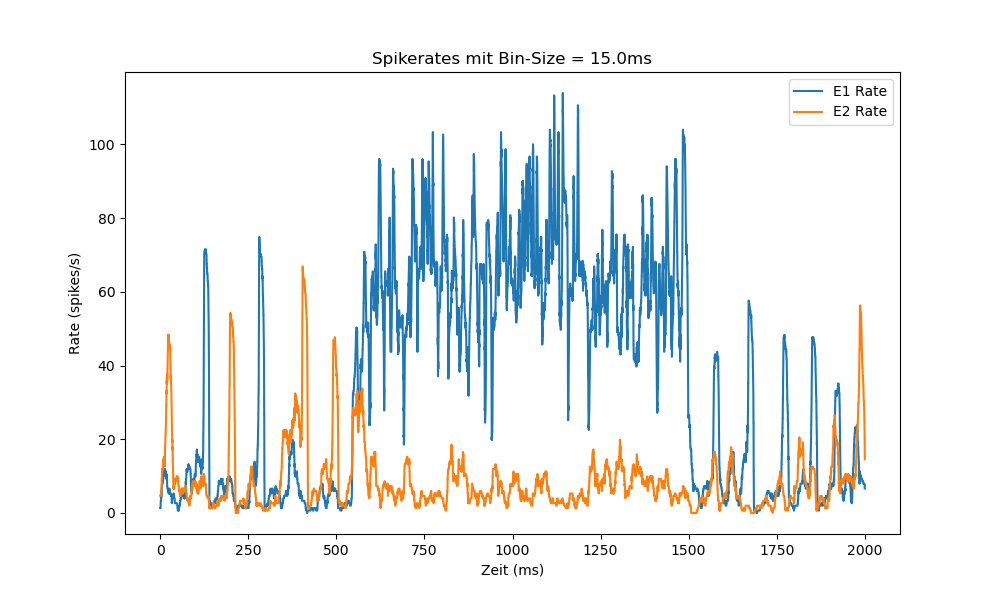 Spikerates mit Bin-Size = 15.0ms
E1 Rate
E2 Rate
100
80
60
40
20
0
Rate (spikes/s)
0 250 500 750 1000 1250 1500 1750 2000
Zeit (ms)